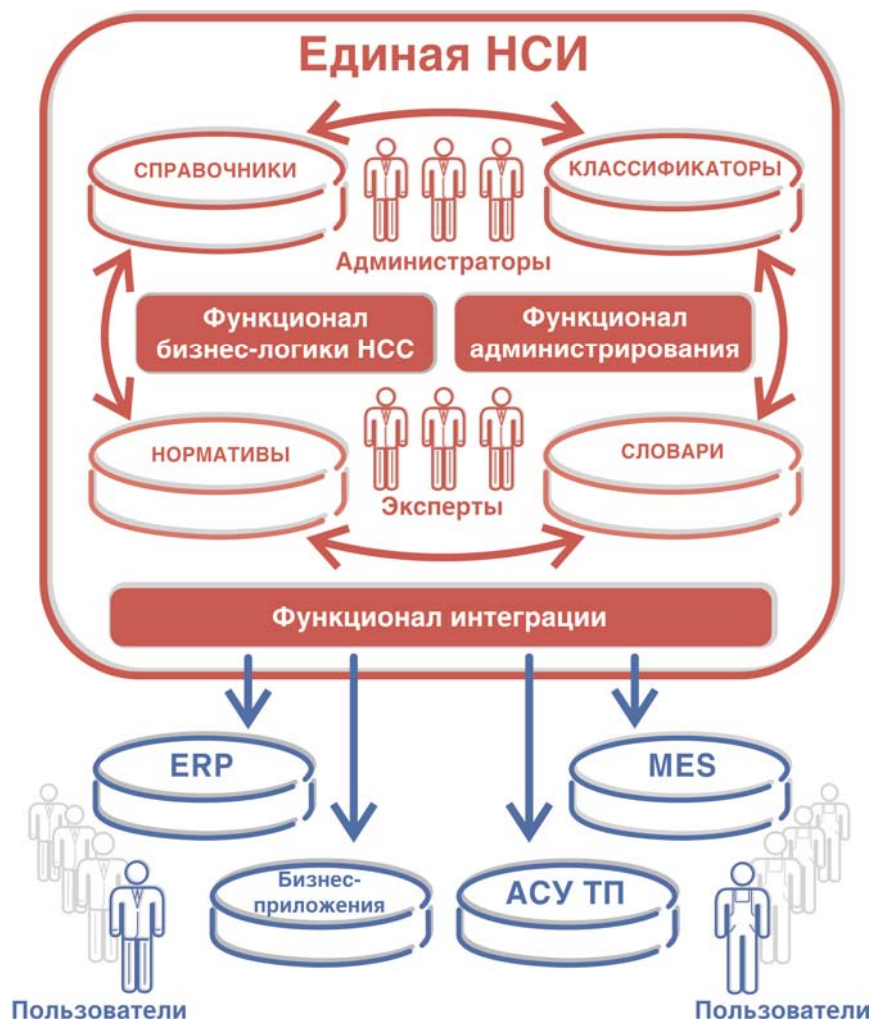 Единая НСИ
СПРАВОЧНИКИ
КЛАССИФИКАТОРЫ
Администраторы
Функционал
бизнес-логики НСС
Функционал
администрирования
НОРМАТИВЫ
СЛОВАРИ
Эксперты
Функционал интеграции
ERP
MES
Бизнес-
приложения
АСУ ТП
Пользователи
Пользователи